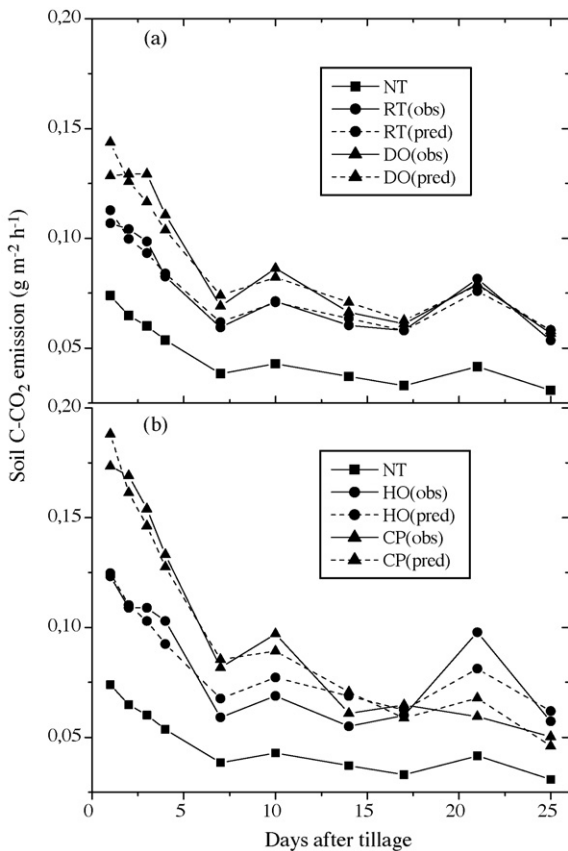 (a)
0,20
0,15
0,10
0,05
NT
RT(obs)
RT(pred)
DO(obs)
DO(pred)
Soil C-CO₂ emission (g m⁻² h⁻¹)
(b)
0,20
0,15
0,10
0,05
NT
HO(obs)
HO(pred)
CP(obs)
CP(pred)
0 5 10 15 20 25
Days after tillage